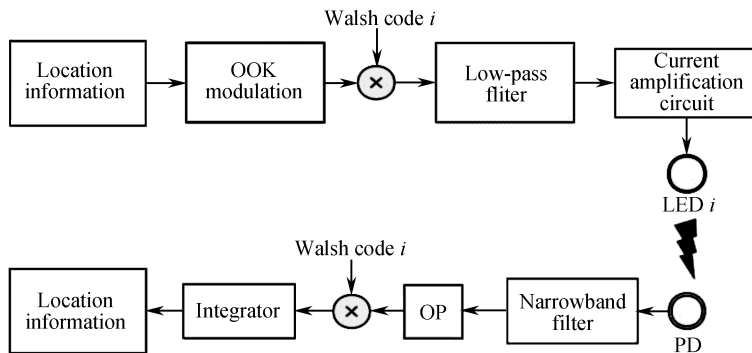 Walsh code i
Location
information
OOK
modulation
Low-pass
fliter
Current
amplification
circuit
LED i
Walsh code i
Location
information
Integrator
OP
Narrowband
filter
PD